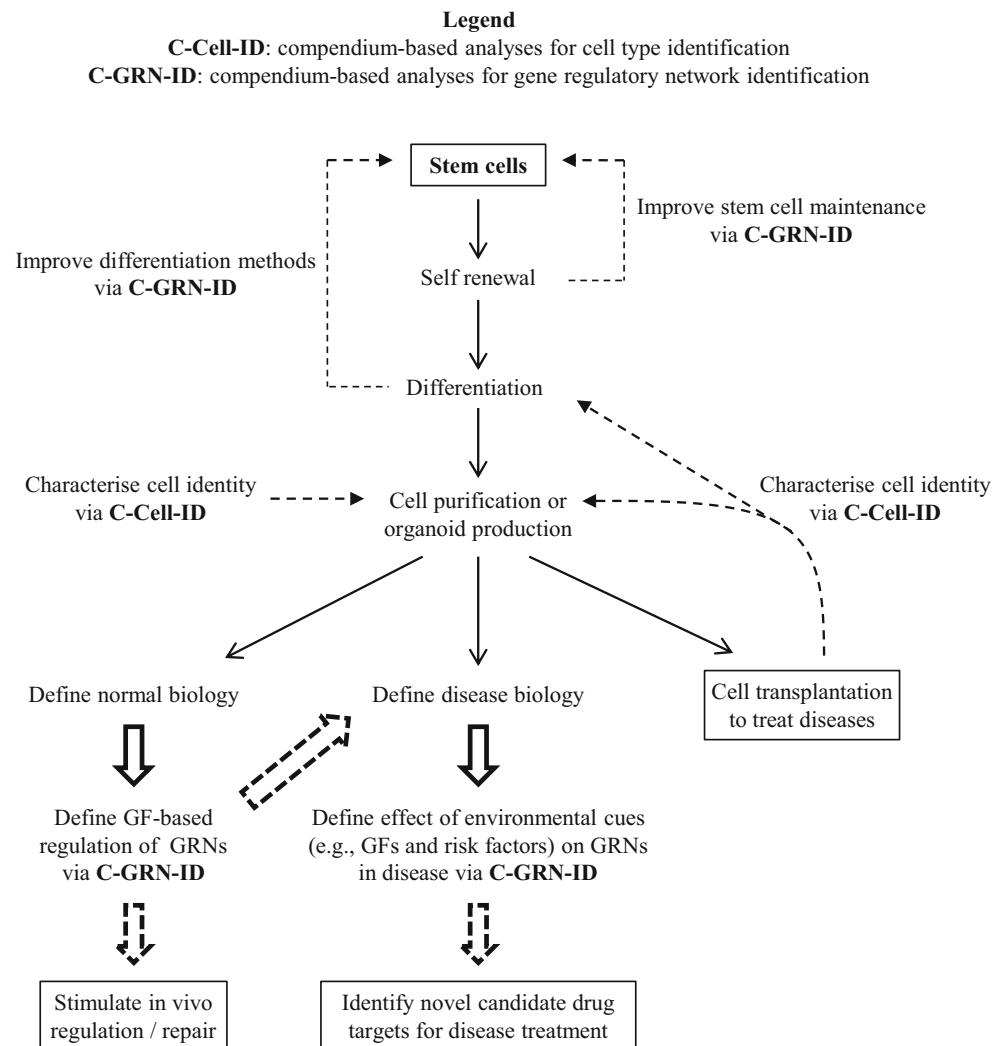 Legend
C-Cell-ID: compendium-based analyses for cell type identification
C-GRN-ID: compendium-based analyses for gene regulatory network identification
Stem cells
Improve stem cell maintenance
via C-GRN-ID
Improve differentiation methods
via C-GRN-ID
Self renewal
Differentiation
Characterise cell identity
via C-Cell-ID
Cell purification or
organoid production
Characterise cell identity
via C-Cell-ID
Define normal biology
Define disease biology
Cell transplantation
to treat diseases
Define GF-based
regulation of GRNs
via C-GRN-ID
Define effect of environmental cues
(e.g., GFs and risk factors) on GRNs
in disease via C-GRN-ID
Stimulate in vivo
regulation / repair
Identify novel candidate drug
targets for disease treatment